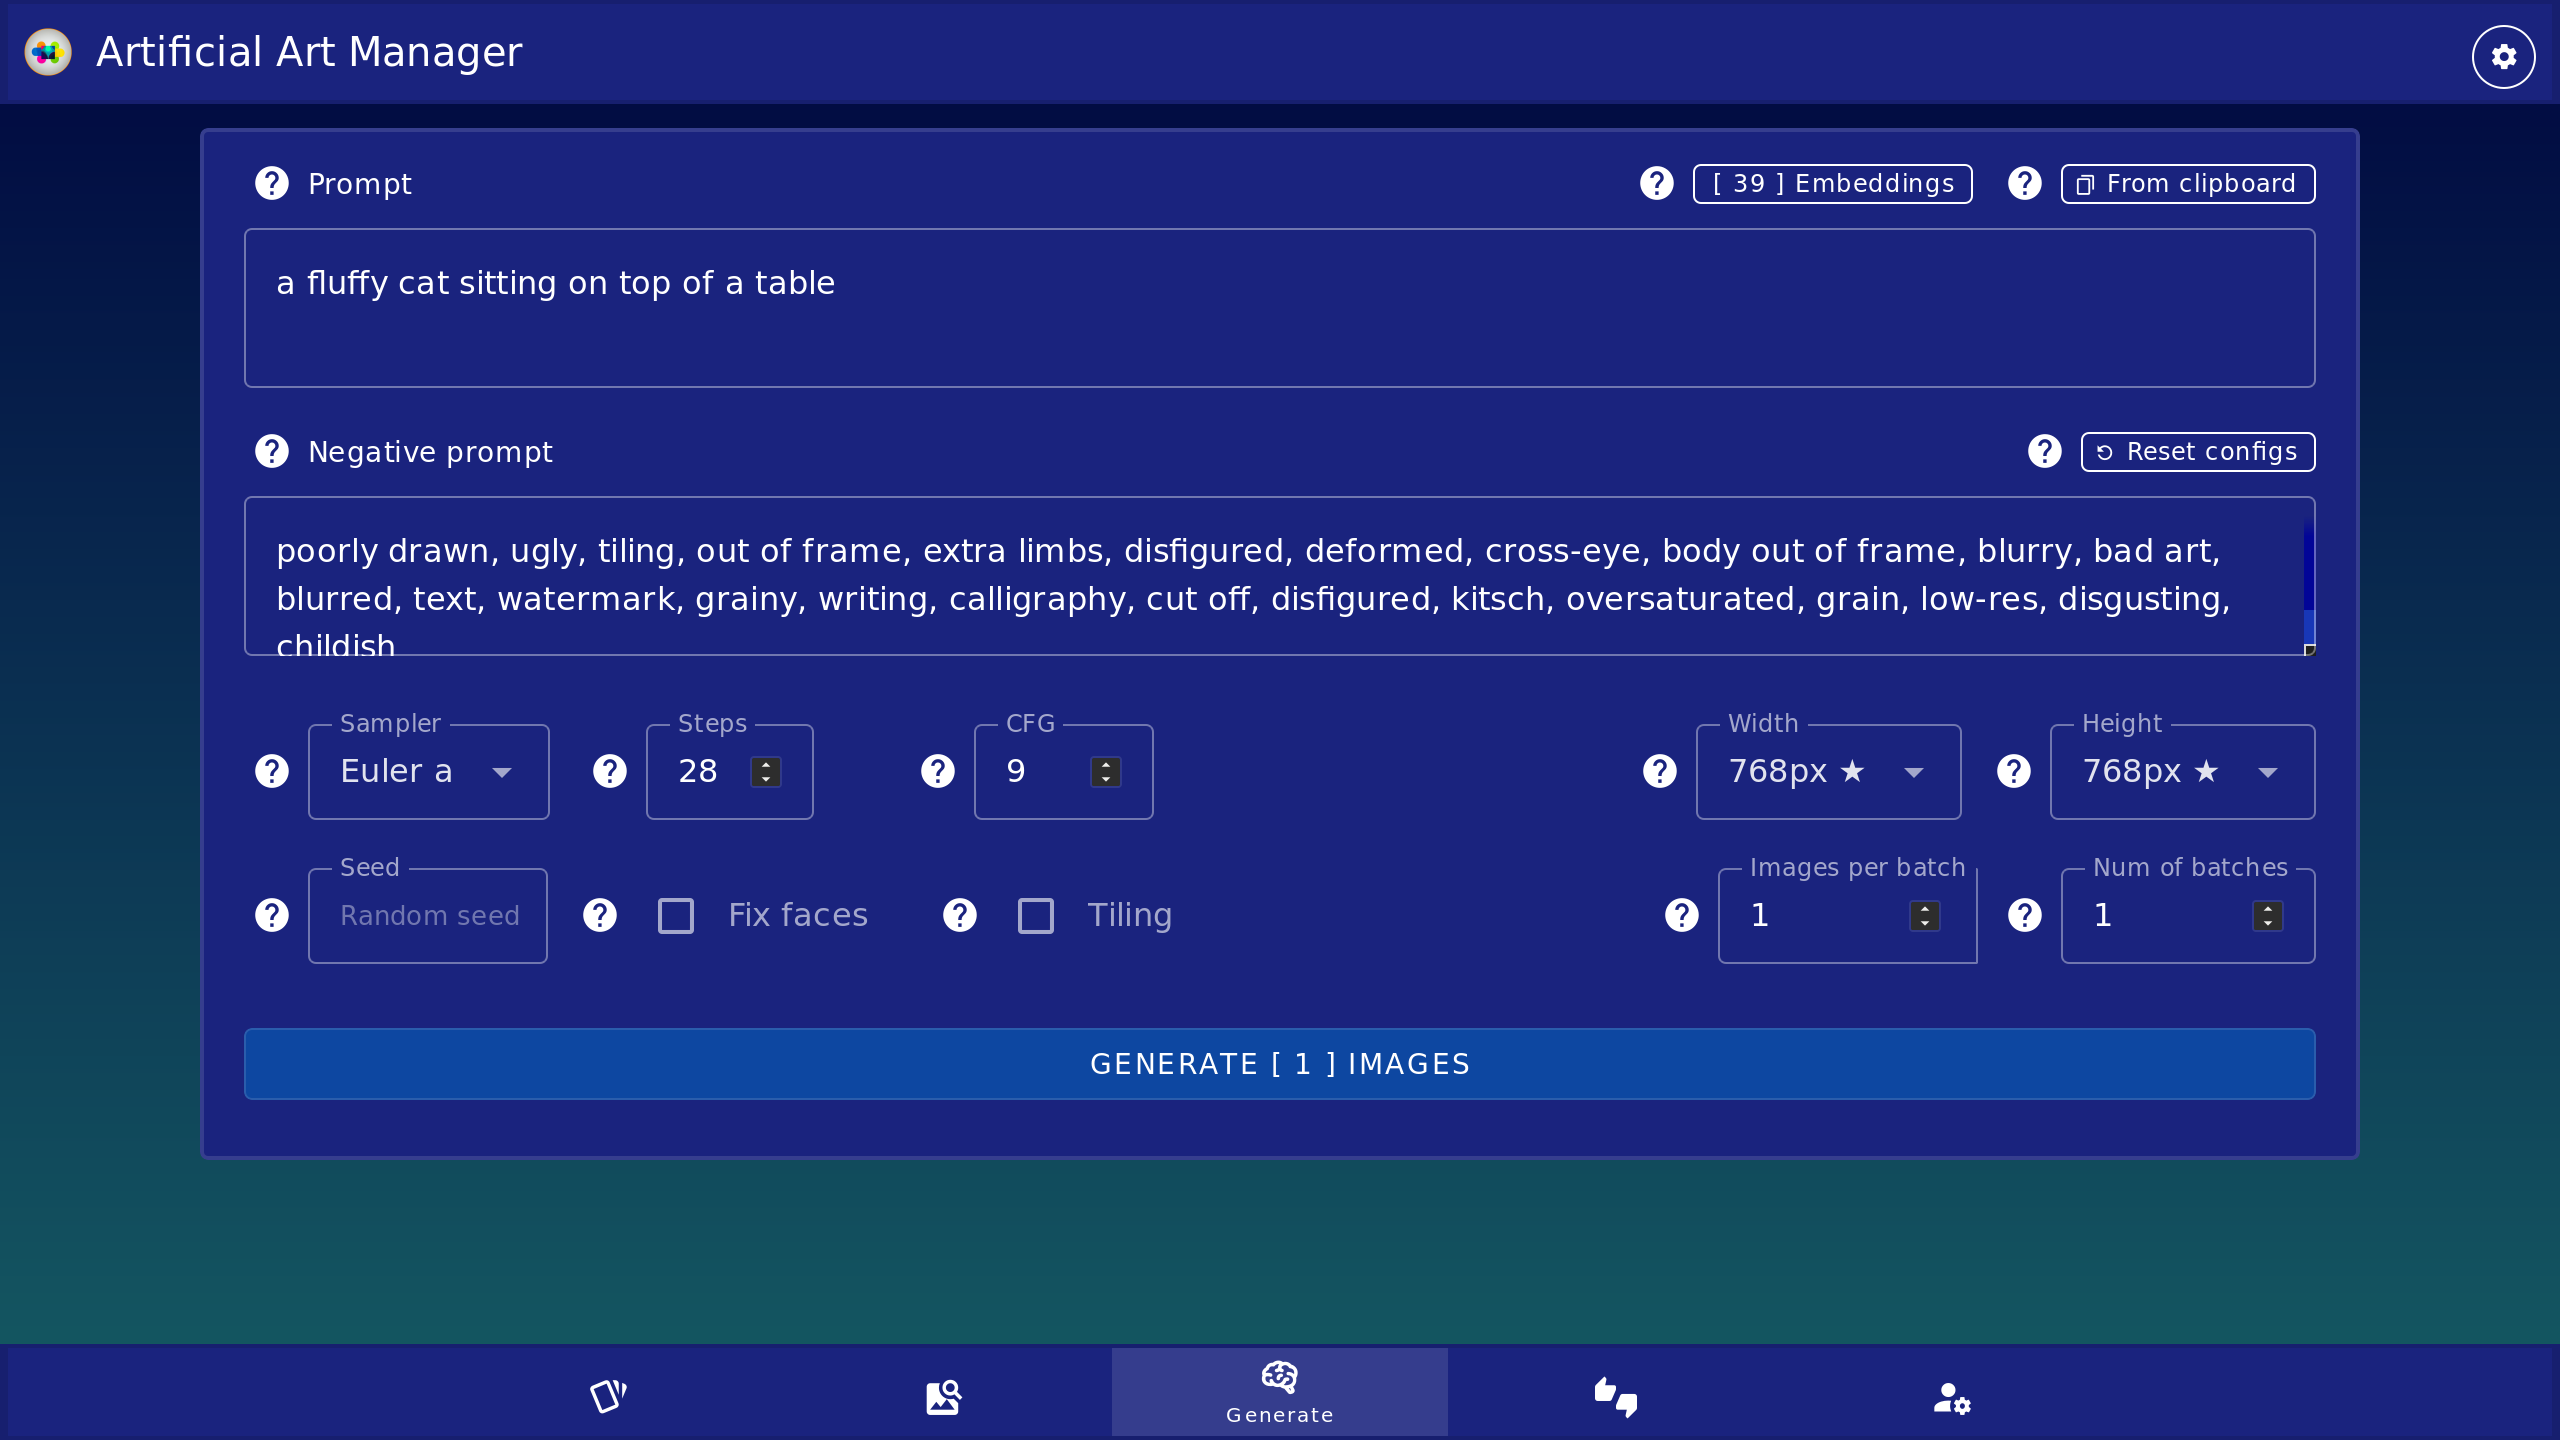 Artificial Art Manager
Prompt
[ 39 ] Embeddings
From clipboard
a fluffy cat sitting on top of a table
Negative prompt
Reset configs
poorly drawn, ugly, tiling, out of frame, extra limbs, disfigured, deformed, cross-eye, body out of frame, blurry, bad art,
blurred, text, watermark, grainy, writing, calligraphy, cut off, disfigured, kitsch, oversaturated, grain, low-res, disgusting,
childish
Sampler
Euler a
Steps
28
CFG
9
Width
768px ★
Height
768px ★
Seed
Random seed
Fix faces
Tiling
Images per batch
1
Num of batches
1
GENERATE [ 1 ] IMAGES
Generate